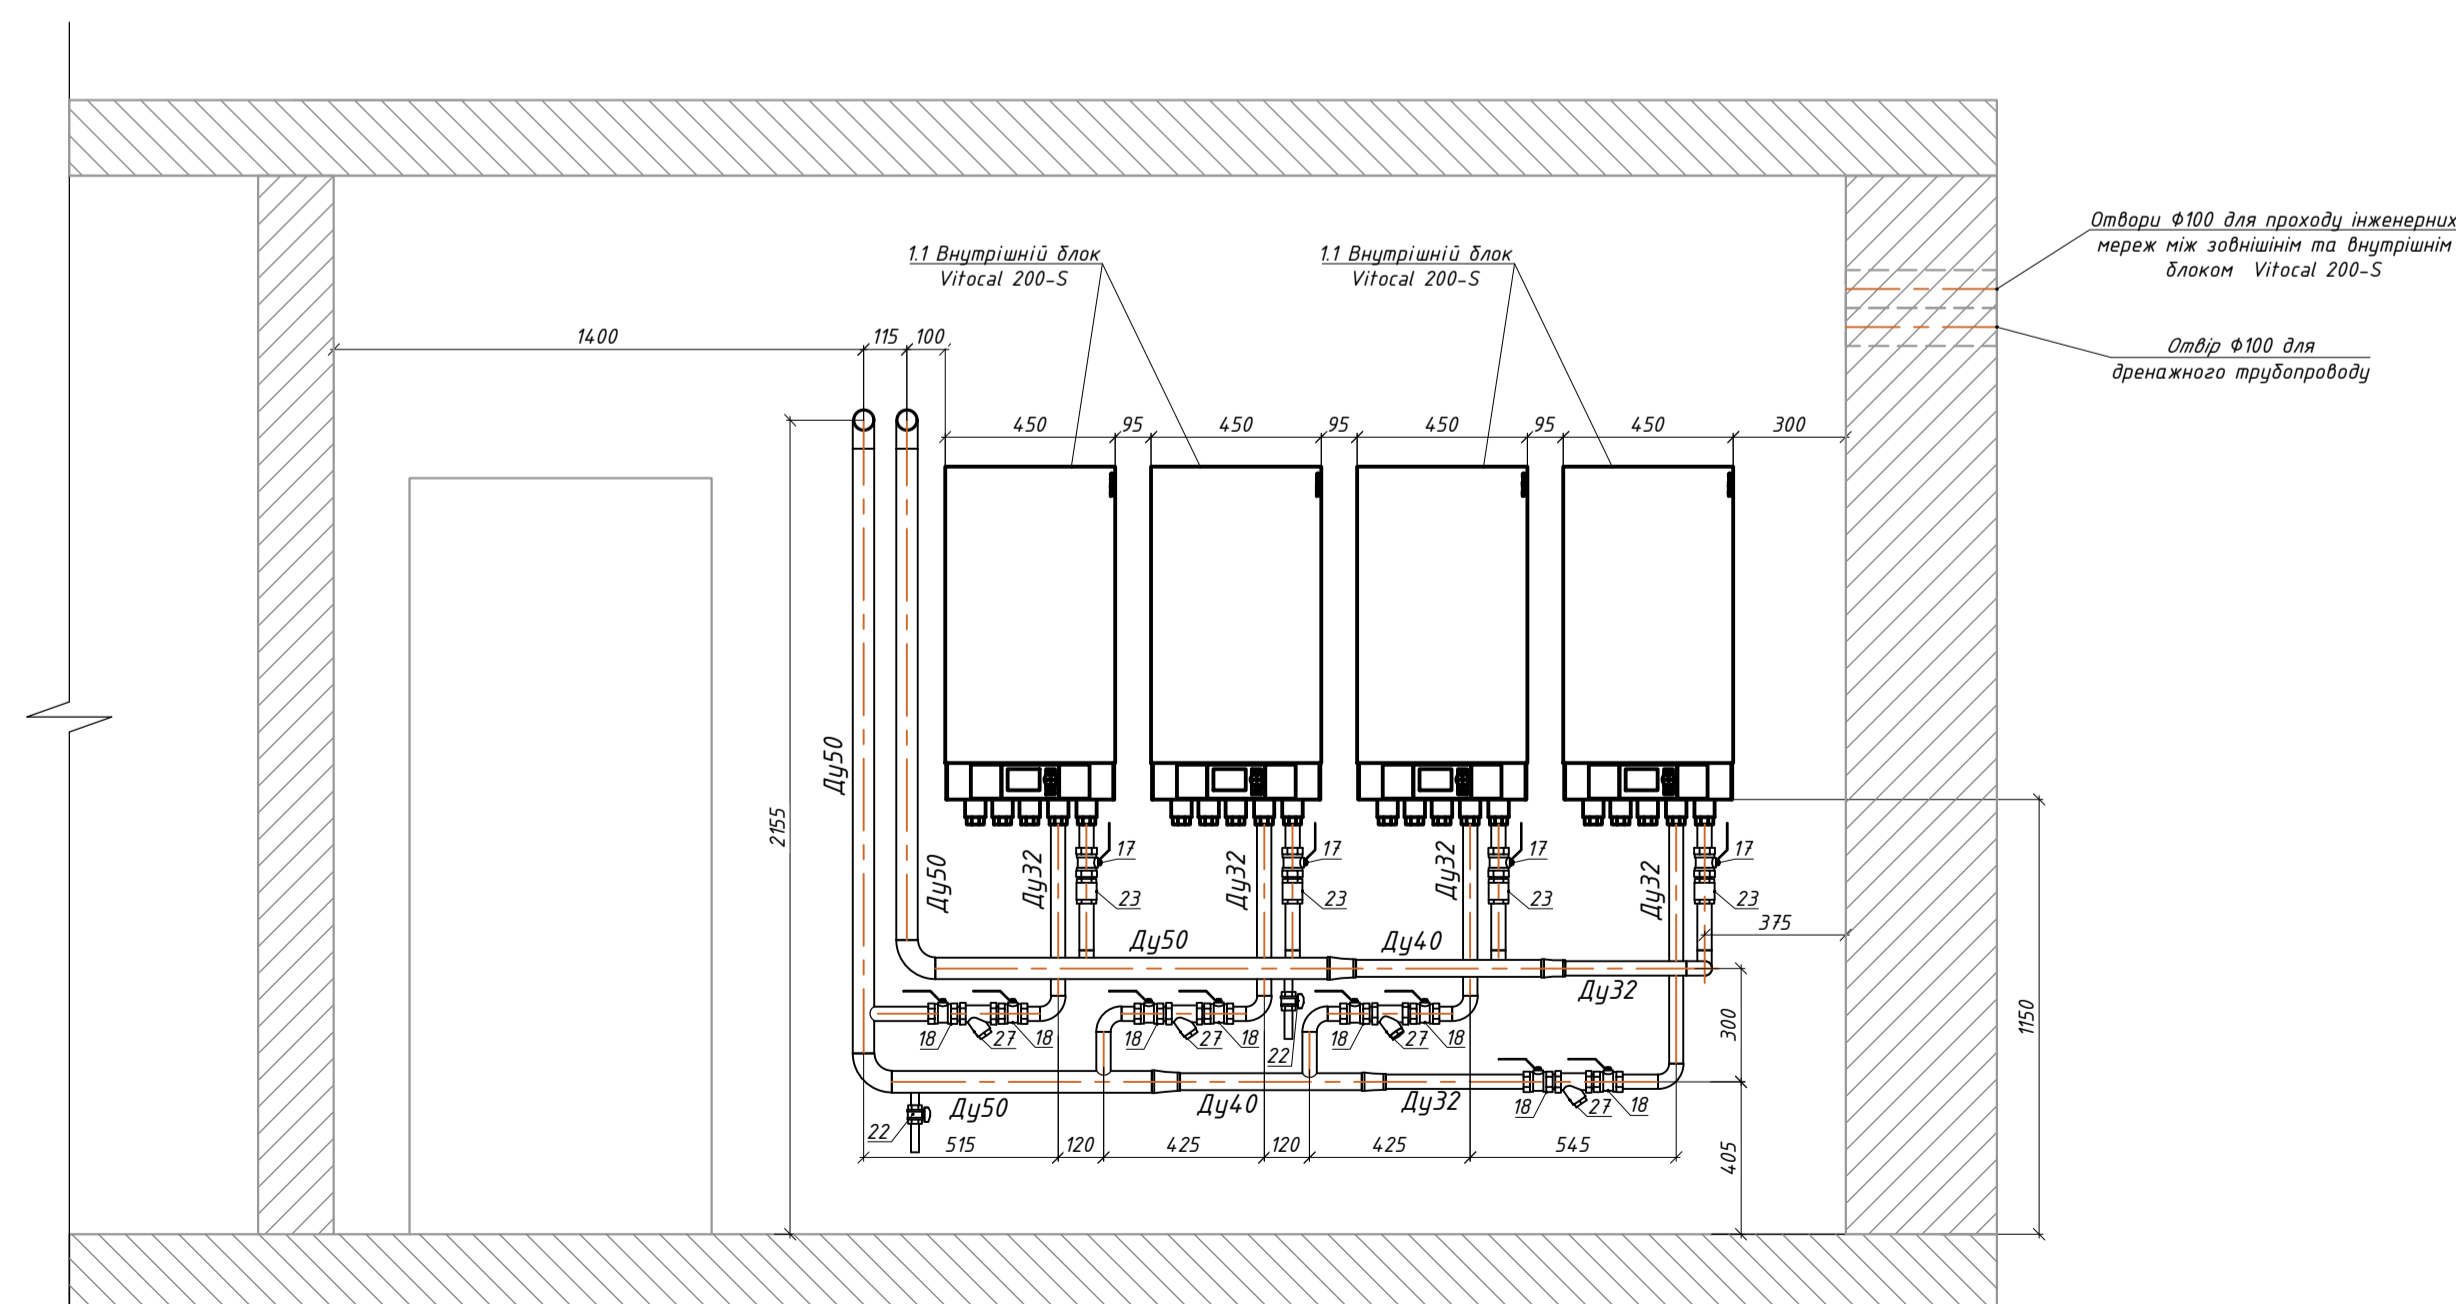 Отвори Ф100 для проходу інженерних
мереж між зовнішінім та внутрішнім
блоком Vitocal 200-S
Отвір Ф100 для
дренажного трубопроводу
1.1 Внутрішній блок
Vitocal 200-S
1.1 Внутрішній блок
Vitocal 200-S
1400 115 100
450 95 450 95 450 95 450 300
Ду50
2155
Ду50
Ду32
Ду32
Ду32
Ду32
17 17 17 17
23 23 23 23
375
Ду50 Ду40
Ду32
300
1150
18 27 18 18 27 18 22 18 27 18
Ду50 Ду40 Ду32 18 27 18
22
515 120 425 120 425 545
405